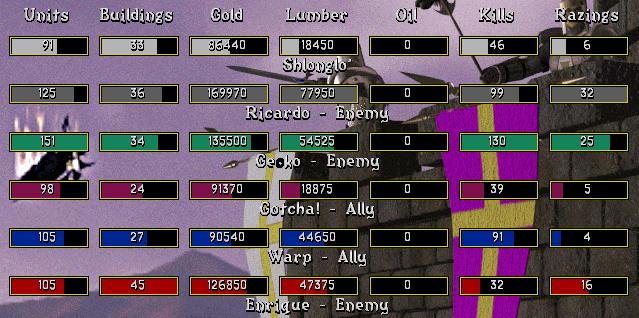 Units Buildings Gold Lumber Oil Kills Razings
91 33 86440 18450 0 46 6
Shlonglo
125 36 169970 77950 0 99 32
Ricardo - Enemy
151 34 135500 54525 0 130 25
Gecko - Enemy
98 24 91370 18875 0 39 5
Gotcha! - Ally
105 27 90540 44650 0 91 4
Warp - Ally
105 45 126850 47375 0 32 16
Enrique - Enemy